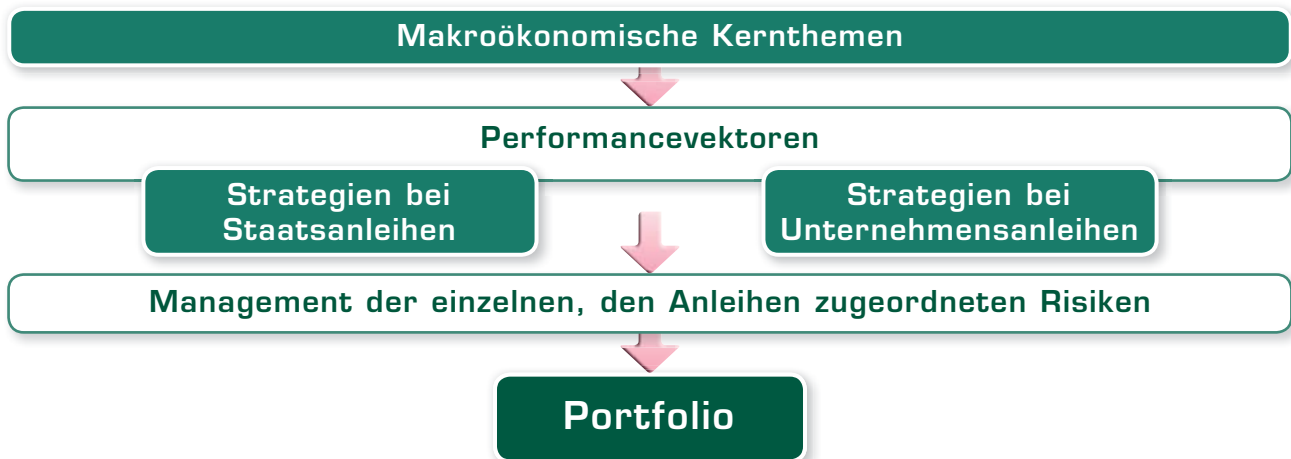 Makroökonomische Kernthemen
Performancevektoren
Strategien bei
Staatsanleihen
Strategien bei
Unternehmensanleihen
Management der einzelnen, den Anleihen zugeordneten Risiken
Portfolio